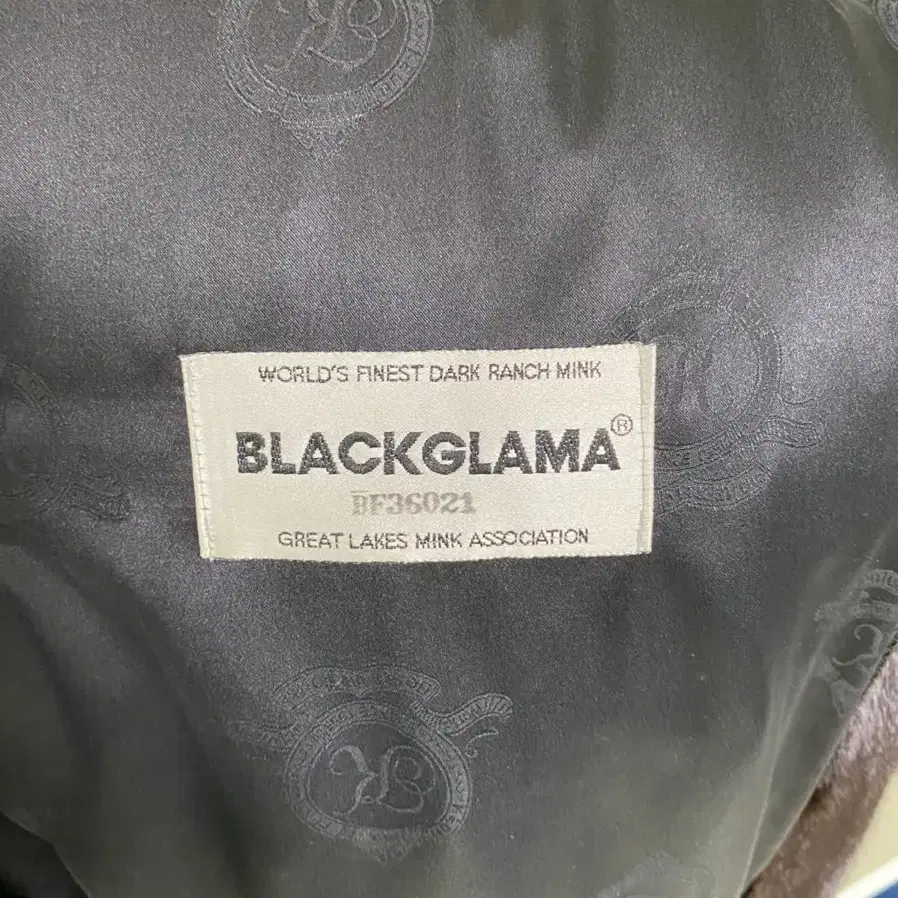 WORLD'S FINEST DARK RANCH MINK
BLACKGLAMA®
BF36021
GREAT LAKES MINK ASSOCIATION